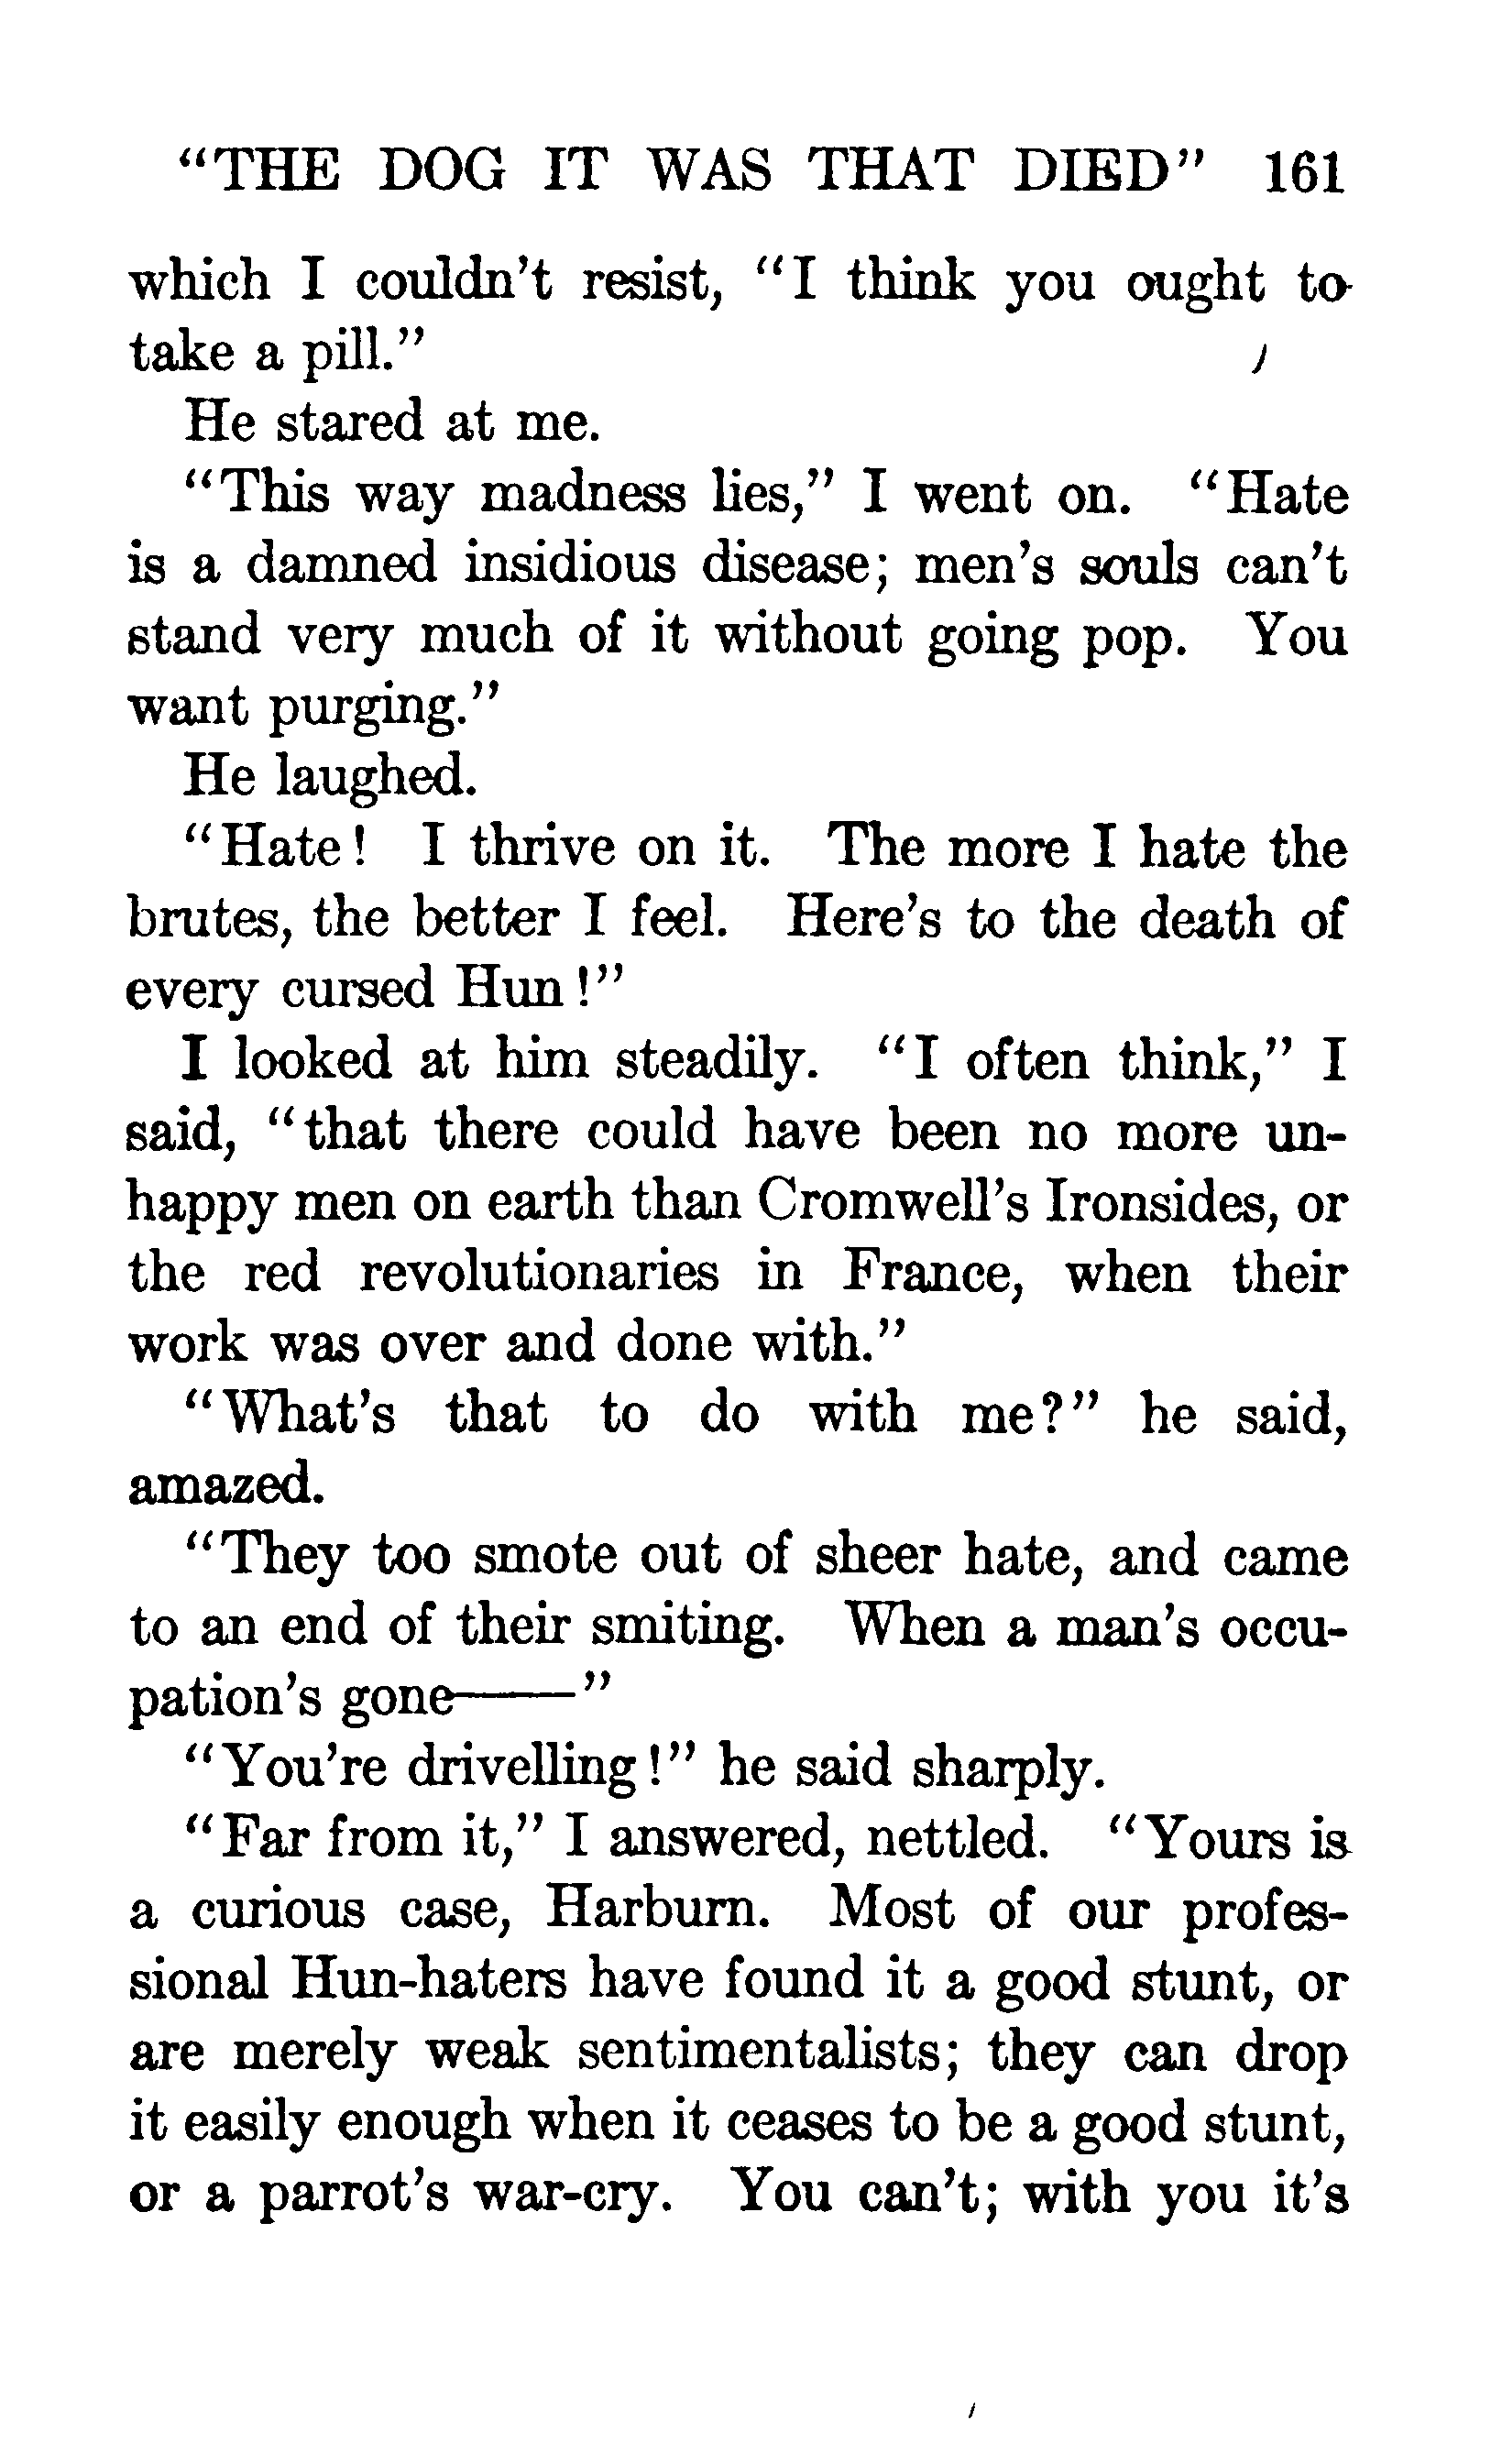 “THE DOG IT WAS THAT DIED” 161
which I couldn’t resist, “I think you ought to
take a pill.”
He stared at me.
“This way madness lies,” I went on. “Hate
is a damned insidious disease; men’s souls can’t
stand very much of it without going pop. You
want purging.”
He laughed.
“Hate! I thrive on it. The more I hate the
brutes, the better I feel. Here’s to the death of
every cursed Hun!”
I looked at him steadily. “I often think,” I
said, “that there could have been no more un-
happy men on earth than Cromwell’s Ironsides, or
the red revolutionaries in France, when their
work was over and done with.”
“What’s that to do with me?” he said,
amazed.
“They too smote out of sheer hate, and came
to an end of their smiting. When a man’s occu-
pation’s gone——”
“You’re drivelling!” he said sharply.
“Far from it,” I answered, nettled. “Yours is
a curious case, Harburn. Most of our profes-
sional Hun-haters have found it a good stunt, or
are merely weak sentimentalists; they can drop
it easily enough when it ceases to be a good stunt,
or a parrot’s war-cry. You can’t; with you it’s